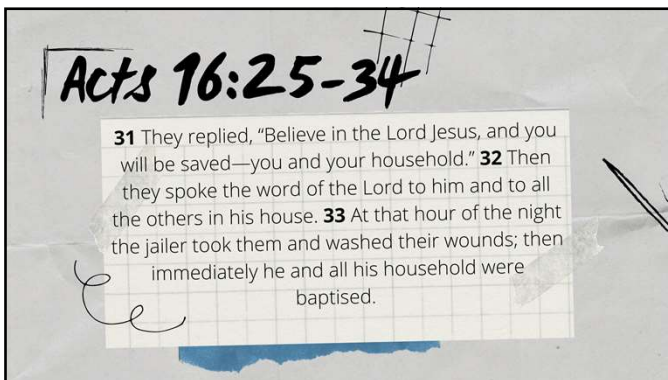 Acts 16:25-34
31 They replied, “Believe in the Lord Jesus, and you
will be saved—you and your household.” 32 Then
they spoke the word of the Lord to him and to all
the others in his house. 33 At that hour of the night
the jailer took them and washed their wounds; then
immediately he and all his household were
baptised.